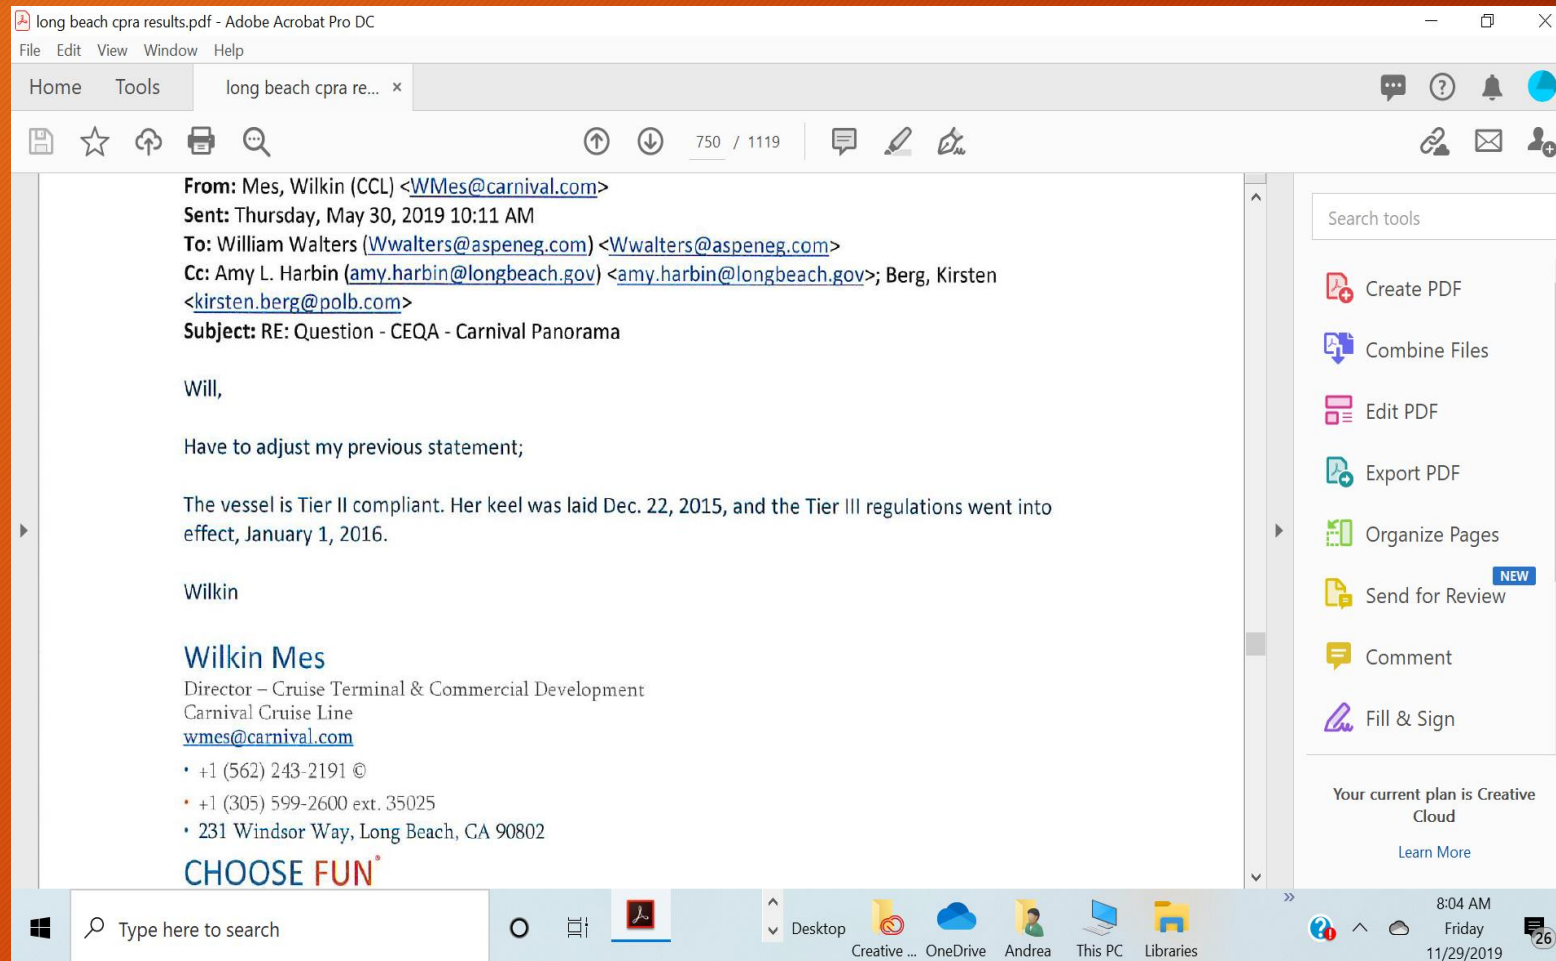 long beach cpra results.pdf - Adobe Acrobat Pro DC
File Edit View Window Help
Home Tools long beach cpra re... ×
750 / 1119
From: Mes, Wilkin (CCL) <WMes@carnival.com>
Sent: Thursday, May 30, 2019 10:11 AM
To: William Walters (Wwalters@aspeneg.com) <Wwalters@aspeneg.com>
Cc: Amy L. Harbin (amy.harbin@longbeach.gov) <amy.harbin@longbeach.gov>; Berg, Kirsten
<kirsten.berg@polb.com>
Subject: RE: Question - CEQA - Carnival Panorama
Will,
Have to adjust my previous statement;
The vessel is Tier II compliant. Her keel was laid Dec. 22, 2015, and the Tier III regulations went into
effect, January 1, 2016.
Wilkin
Wilkin Mes
Director – Cruise Terminal & Commercial Development
Carnival Cruise Line
wmes@carnival.com
• +1 (562) 243-2191 ©
• +1 (305) 599-2600 ext. 35025
• 231 Windsor Way, Long Beach, CA 90802
CHOOSE FUN®
Search tools
Create PDF
Combine Files
Edit PDF
Export PDF
Organize Pages
NEW
Send for Review
Comment
Fill & Sign
Your current plan is Creative
Cloud
Learn More
Type here to search
Desktop
Creative ... OneDrive Andrea This PC Libraries
»
8:04 AM
Friday
11/29/2019
26